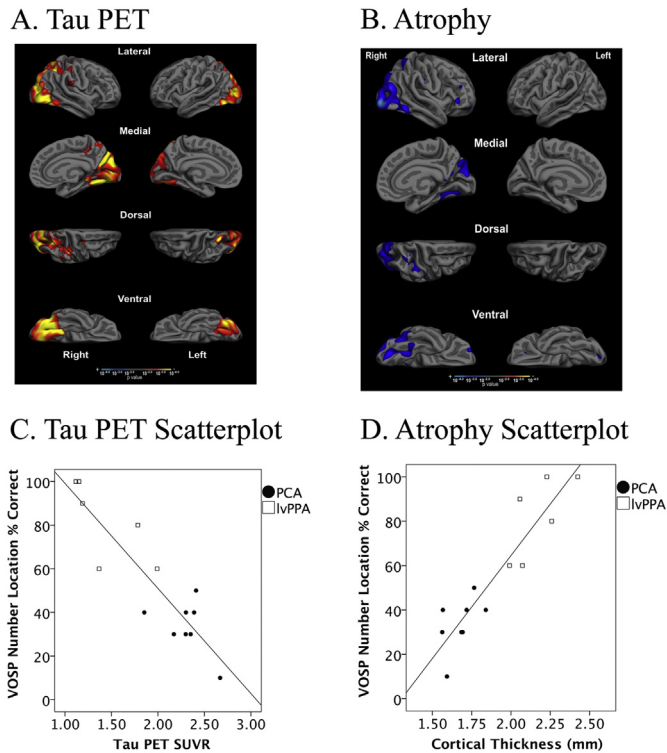 A. Tau PET
Lateral
Medial
Dorsal
Ventral
Right Left
p value
B. Atrophy
Right Lateral Left
Medial
Dorsal
Ventral
p value
C. Tau PET Scatterplot
VOSP Number Location % Correct
100
80
60
40
20
0
1.00 1.50 2.00 2.50 3.00
Tau PET SUVR
PCA
lvPPA
D. Atrophy Scatterplot
VOSP Number Location % Correct
100
80
60
40
20
0
1.50 1.75 2.00 2.25 2.50
Cortical Thickness (mm)
PCA
lvPPA